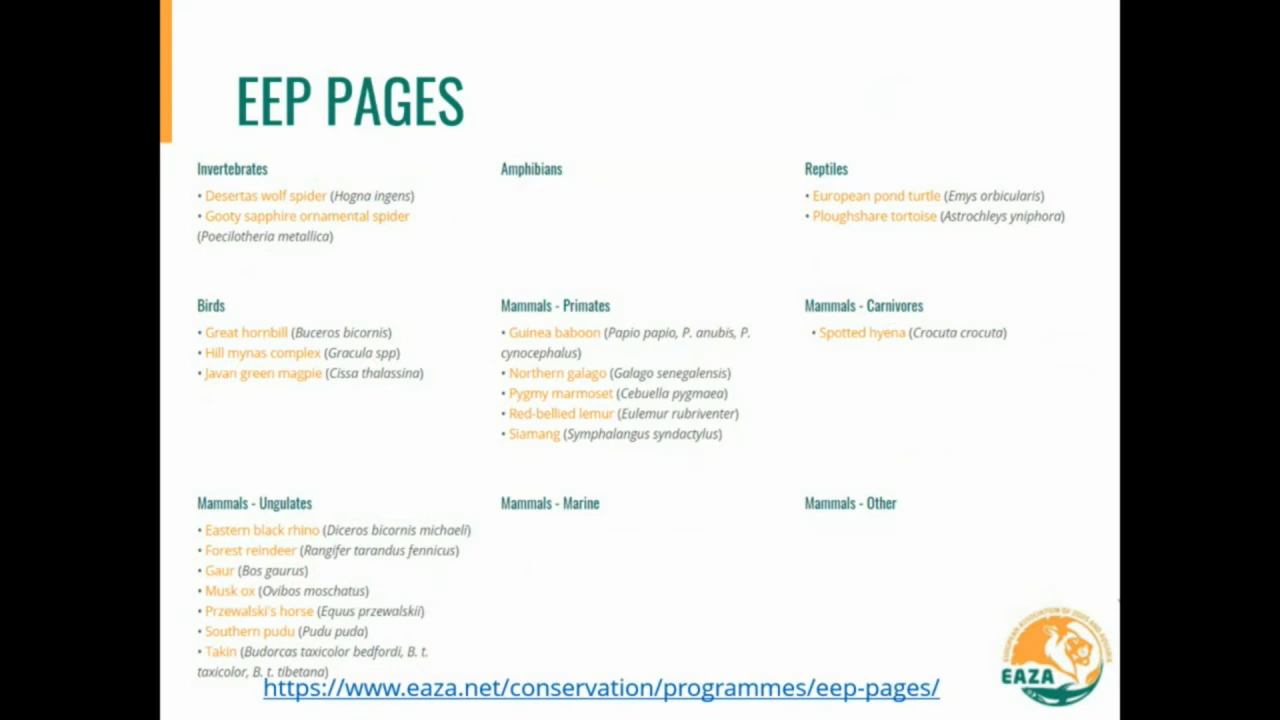 EEP PAGES
Invertebrates
• Desertas wolf spider (Hogna ingens)
• Gooty sapphire ornamental spider
(Poecilotheria metallica)
Amphibians
Reptiles
• European pond turtle (Emys orbicularis)
• Ploughshare tortoise (Astrochleys yniphora)
Birds
• Great hornbill (Buceros bicornis)
• Hill mynas complex (Gracula spp)
• Javan green magpie (Cissa thalassina)
Mammals - Primates
• Guinea baboon (Papio papio, P. anubis, P.
cynocephalus)
• Northern galago (Galago senegalensis)
• Pygmy marmoset (Cebuella pygmaea)
• Red-bellied lemur (Eulemur rubriventer)
• Siamang (Symphalangus syndactylus)
Mammals - Carnivores
• Spotted hyena (Crocuta crocuta)
Mammals - Ungulates
• Eastern black rhino (Diceros bicornis michaeli)
• Forest reindeer (Rangifer tarandus fennicus)
• Gaur (Bos gaurus)
• Musk ox (Ovibos moschatus)
• Przewalski's horse (Equus przewalskii)
• Southern pudu (Pudu puda)
• Takin (Budorcas taxicolor bedfordi, B. t.
taxicolor, B. t. tibetana)
Mammals - Marine
Mammals - Other
https://www.eaza.net/conservation/programmes/eep-pages/
EAZA